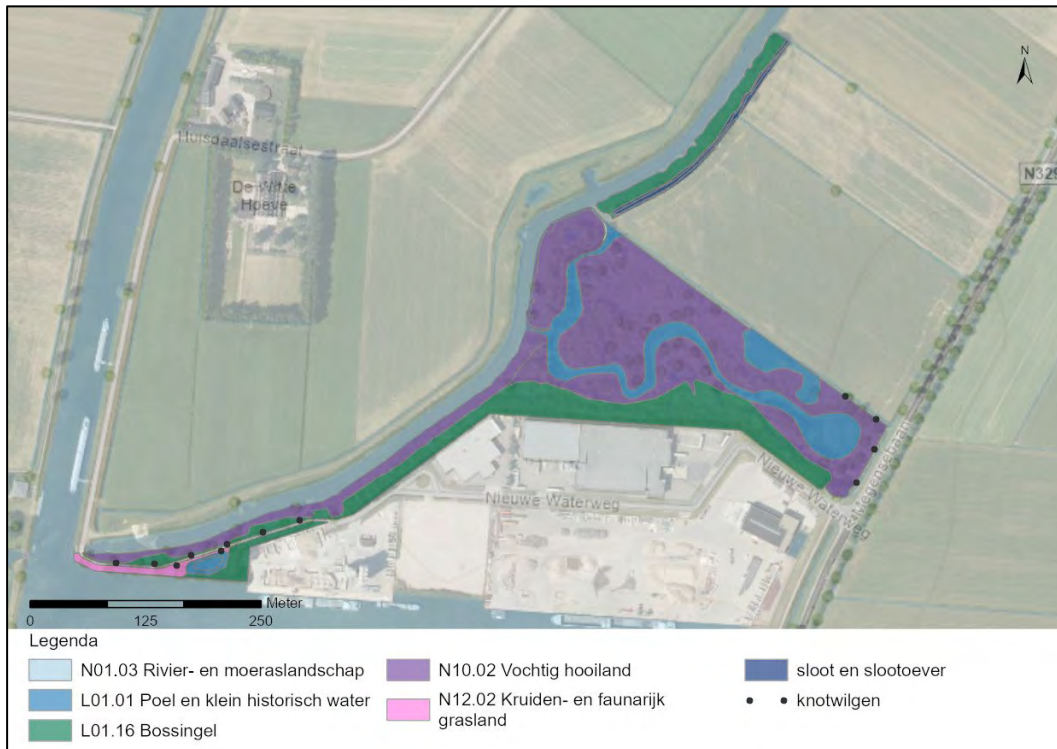 N
Huisdaalsestraat
De Witte
Hoeve
N329
Megensebaan
Nieuwe Waterweg
Nieuwe Waterweg
Meter
0 125 250
Legenda
N01.03 Rivier- en moeraslandschap
L01.01 Poel en klein historisch water
L01.16 Bossingel
N10.02 Vochtig hooiland
N12.02 Kruiden- en faunarijk
grasland
sloot en slootoever
knotwilgen